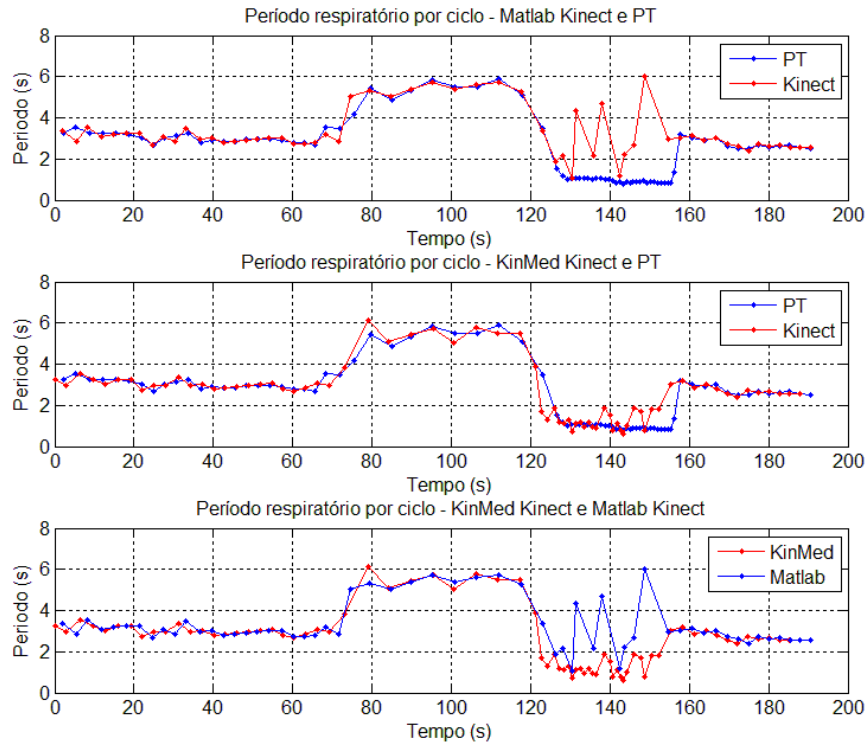 Período respiratório por ciclo - Matlab Kinect e PT
8
6
4
2
0
Periodo (s)
PT
Kinect
0 20 40 60 80 100 120 140 160 180 200
Tempo (s)
Período respiratório por ciclo - KinMed Kinect e PT
8
6
4
2
0
Periodo (s)
PT
Kinect
0 20 40 60 80 100 120 140 160 180 200
Tempo (s)
Período respiratório por ciclo - KinMed Kinect e Matlab Kinect
8
6
4
2
0
Periodo (s)
KinMed
Matlab
0 20 40 60 80 100 120 140 160 180 200
Tempo (s)